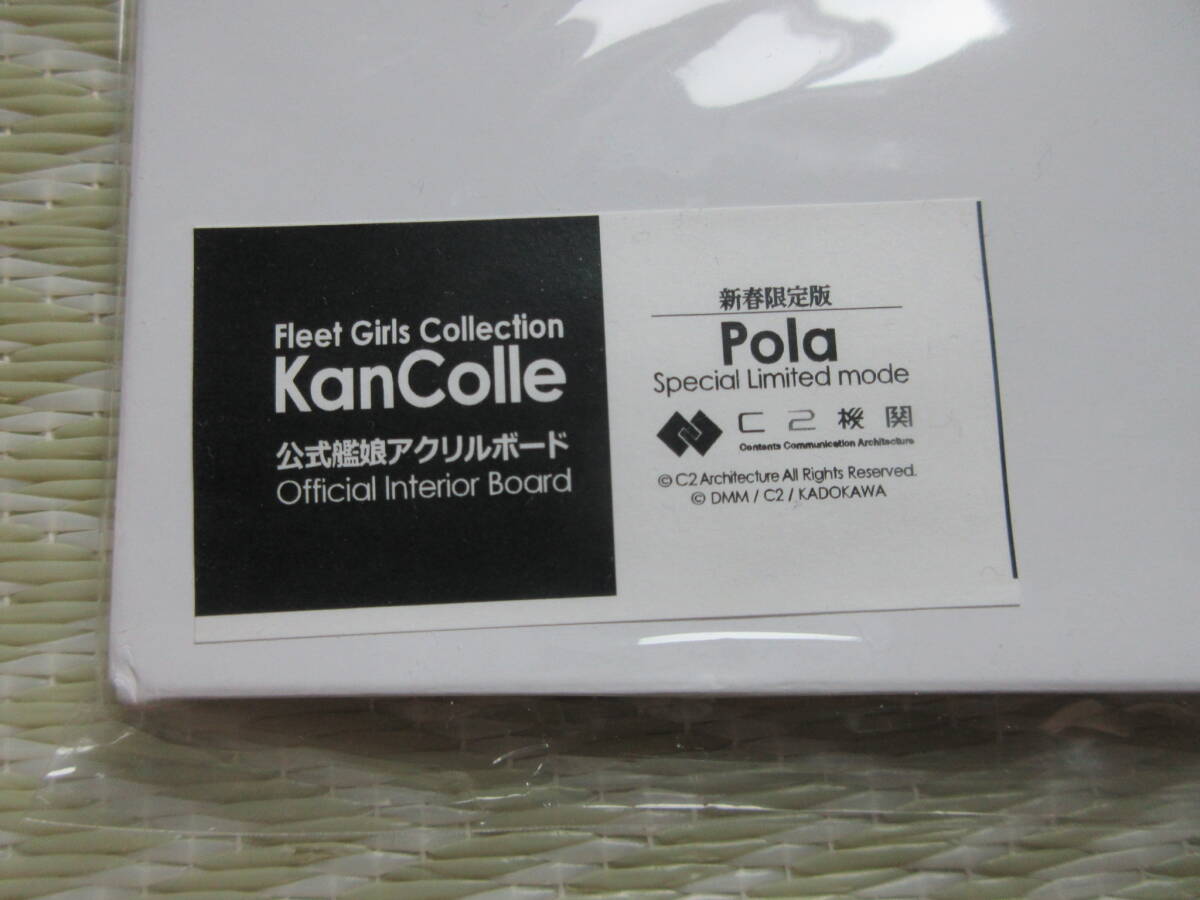 Fleet Girls Collection
KanColle
公式艦娘アクリルボード
Official Interior Board
新春限定版
Pola
Special Limited mode
C2機関
Contents Communication Architecture
© C2 Architecture All Rights Reserved.
© DMM / C2 / KADOKAWA